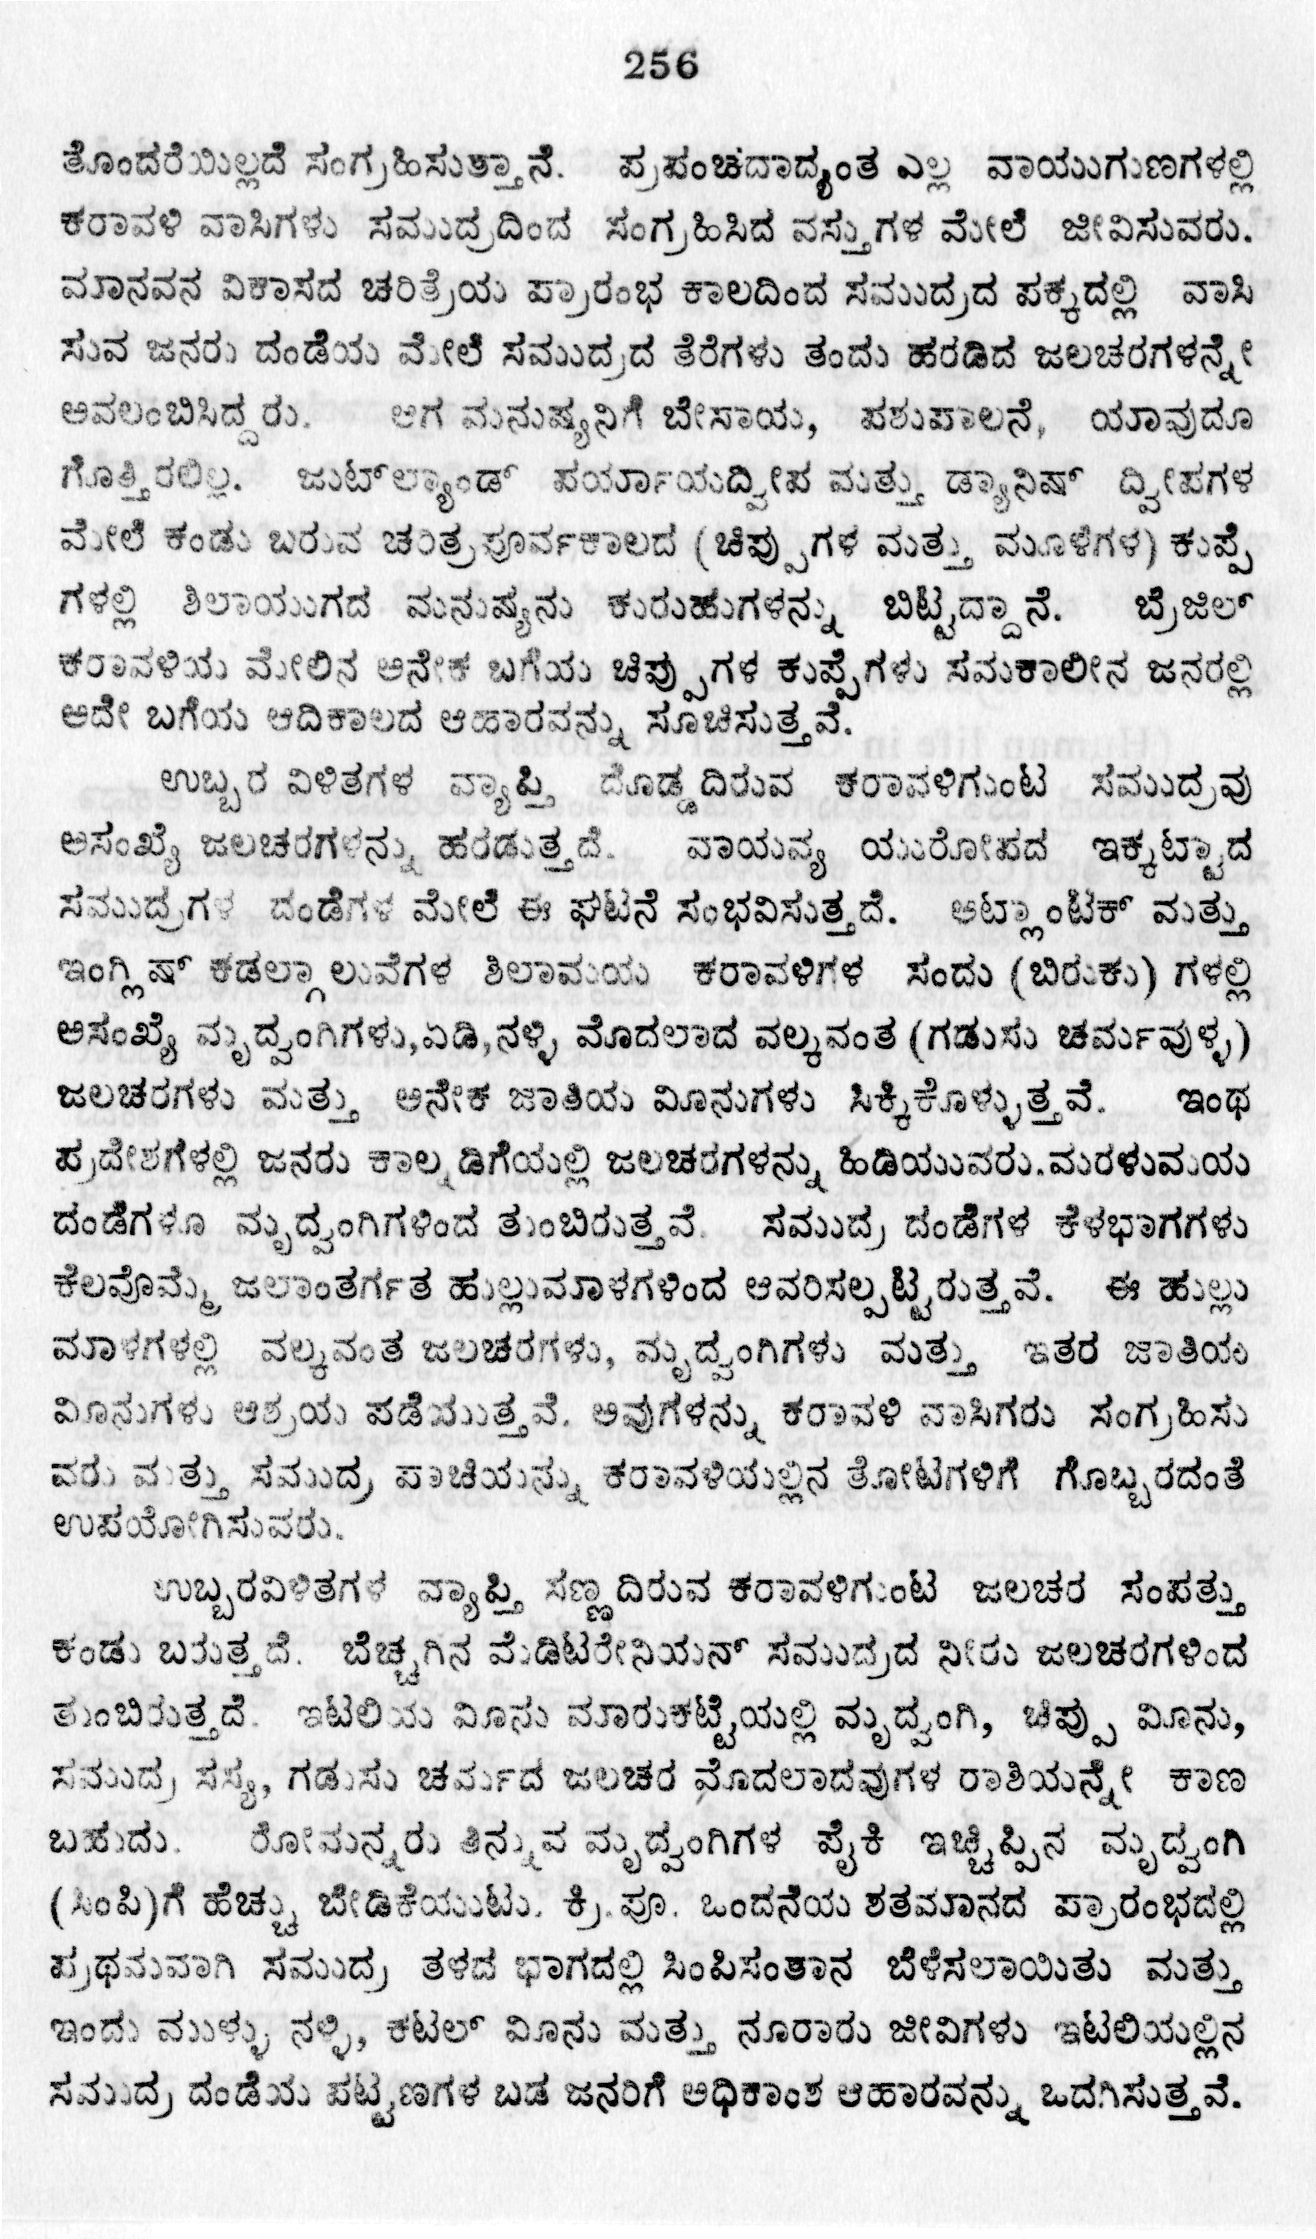 256
ತೊಂದರೆಯಿಲ್ಲದೆ ಸಂಗ್ರಹಿಸುತ್ತಾನೆ. ಪ್ರಪಂಚದಾದ್ಯಂತ ಎಲ್ಲ ವಾಯುಗುಣಗಳಲ್ಲಿ
ಕರಾವಳಿ ವಾಸಿಗಳು ಸಮುದ್ರದಿಂದ ಸಂಗ್ರಹಿಸಿದ ವಸ್ತುಗಳ ಮೇಲೆ ಜೀವಿಸುವರು.
ಮಾನವನ ವಿಕಾಸದ ಚರಿತ್ರೆಯ ಪ್ರಾರಂಭ ಕಾಲದಿಂದ ಸಮುದ್ರದ ಪಕ್ಕದಲ್ಲಿ ವಾಸಿ
ಸುವ ಜನರು ದಂಡೆಯ ಮೇಲೆ ಸಮುದ್ರದ ತೆರೆಗಳು ತಂದು ಹರಡಿದ ಜಲಚರಗಳನ್ನೇ
ಅವಲಂಬಿಸಿದ್ದರು. ಆಗ ಮನುಷ್ಯನಿಗೆ ಬೇಸಾಯ, ಪಶುಪಾಲನೆ, ಯಾವುದೂ
ಗೊತ್ತಿರಲಿಲ್ಲ. ಜುಟ್‌ಲ್ಯಾಂಡ್ ಪರ್ಯಾಯದ್ವೀಪ ಮತ್ತು ಡ್ಯಾನಿಷ್ ದ್ವೀಪಗಳ
ಮೇಲೆ ಕಂಡು ಬರುವ ಚರಿತ್ರಪೂರ್ವಕಾಲದ (ಚಿಪ್ಪುಗಳ ಮತ್ತು ಮೂಳೆಗಳ) ಕುಪ್ಪೆ
ಗಳಲ್ಲಿ ಶಿಲಾಯುಗದ ಮನುಷ್ಯನು ಕುರುಹುಗಳನ್ನು ಬಿಟ್ಟಿದ್ದಾನೆ. ಬ್ರೆಜಿಲ್
ಕರಾವಳಿಯ ಮೇಲಿನ ಅನೇಕ ಬಗೆಯ ಚಿಪ್ಪುಗಳ ಕುಪ್ಪೆಗಳು ಸಮಕಾಲೀನ ಜನರಲ್ಲಿ
ಅದೇ ಬಗೆಯ ಆದಿಕಾಲದ ಆಹಾರವನ್ನು ಸೂಚಿಸುತ್ತವೆ.
ಉಬ್ಬರ ವಿಳಿತಗಳ ವ್ಯಾಪ್ತಿ ದೊಡ್ಡದಿರುವ ಕರಾವಳಿಗುಂಟ ಸಮುದ್ರವು
ಅಸಂಖ್ಯೆ ಜಲಚರಗಳನ್ನು ಹರಡುತ್ತದೆ. ವಾಯುವ್ಯ ಯುರೋಪದ ಇಕ್ಕಟ್ಟಾದ
ಸಮುದ್ರಗಳ ದಂಡೆಗಳ ಮೇಲೆ ಈ ಘಟನೆ ಸಂಭವಿಸುತ್ತದೆ. ಅಟ್ಲಾಂಟಿಕ್ ಮತ್ತು
ಇಂಗ್ಲಿಷ್ ಕಡಲ್ಗಾಲುವೆಗಳ ಶಿಲಾಮಯ ಕರಾವಳಿಗಳ ಸಂದು (ಬಿರುಕು) ಗಳಲ್ಲಿ
ಅಸಂಖ್ಯೆ ಮೃದ್ವಂಗಿಗಳು,ಏಡಿ,ನಳ್ಳಿ ಮೊದಲಾದ ವಲ್ಕವಂತ (ಗಡುಸು ಚರ್ಮವುಳ್ಳ)
ಜಲಚರಗಳು ಮತ್ತು ಅನೇಕ ಜಾತಿಯ ಮೀನುಗಳು ಸಿಕ್ಕಿಕೊಳ್ಳುತ್ತವೆ. ಇಂಥ
ಪ್ರದೇಶಗಳಲ್ಲಿ ಜನರು ಕಾಲ್ನಡಿಗೆಯಲ್ಲಿ ಜಲಚರಗಳನ್ನು ಹಿಡಿಯುವರು.ಮರಳುಮಯ
ದಂಡೆಗಳೂ ಮೃದ್ವಂಗಿಗಳಿಂದ ತುಂಬಿರುತ್ತವೆ. ಸಮುದ್ರ ದಂಡೆಗಳ ಕೆಳಭಾಗಗಳು
ಕೆಲವೊಮ್ಮೆ ಜಲಾಂತರ್ಗತ ಹುಲ್ಲುಮಾಳಗಳಿಂದ ಆವರಿಸಲ್ಪಟ್ಟಿರುತ್ತವೆ. ಈ ಹುಲ್ಲು
ಮಾಳಗಳಲ್ಲಿ ವಲ್ಕವಂತ ಜಲಚರಗಳು, ಮೃದ್ವಂಗಿಗಳು ಮತ್ತು ಇತರ ಜಾತಿಯ
ಮೀನುಗಳು ಆಶ್ರಯ ಪಡೆಯುತ್ತವೆ. ಅವುಗಳನ್ನು ಕರಾವಳಿ ವಾಸಿಗರು ಸಂಗ್ರಹಿಸು
ವರು ಮತ್ತು ಸಮುದ್ರ ಪಾಚಿಯನ್ನು ಕರಾವಳಿಯಲ್ಲಿನ ತೋಟಗಳಿಗೆ ಗೊಬ್ಬರದಂತೆ
ಉಪಯೋಗಿಸುವರು.
ಉಬ್ಬರವಿಳಿತಗಳ ವ್ಯಾಪ್ತಿ ಸಣ್ಣದಿರುವ ಕರಾವಳಿಗುಂಟ ಜಲಚರ ಸಂಪತ್ತು
ಕಂಡು ಬರುತ್ತದೆ. ಬೆಚ್ಚಗಿನ ಮೆಡಿಟರೇನಿಯನ್ ಸಮುದ್ರದ ನೀರು ಜಲಚರಗಳಿಂದ
ತುಂಬಿರುತ್ತದೆ. ಇಟಲಿಯ ಮೀನು ಮಾರುಕಟ್ಟೆಯಲ್ಲಿ ಮೃದ್ವಂಗಿ, ಚಿಪ್ಪು ಮೀನು,
ಸಮುದ್ರ ಸಸ್ಯ, ಗಡುಸು ಚರ್ಮದ ಜಲಚರ ಮೊದಲಾದವುಗಳ ರಾಶಿಯನ್ನೇ ಕಾಣ
ಬಹುದು. ರೋಮನ್ನರು ತಿನ್ನುವ ಮೃದ್ವಂಗಿಗಳ ಪೈಕಿ ಇಚ್ಚಿಪ್ಪಿನ ಮೃದ್ವಂಗಿ
(ಸಿಂಪಿ)ಗೆ ಹೆಚ್ಚು ಬೇಡಿಕೆಯುಟು. ಕ್ರಿ.ಪೂ. ಒಂದನೆಯ ಶತಮಾನದ ಪ್ರಾರಂಭದಲ್ಲಿ
ಪ್ರಥಮವಾಗಿ ಸಮುದ್ರ ತಳದ ಭಾಗದಲ್ಲಿ ಸಿಂಪಿಸಂತಾನ ಬೆಳೆಸಲಾಯಿತು ಮತ್ತು
ಇಂದು ಮುಳ್ಳು ನಳ್ಳಿ, ಕಟಲ್ ಮೀನು ಮತ್ತು ನೂರಾರು ಜೀವಿಗಳು ಇಟಲಿಯಲ್ಲಿನ
ಸಮುದ್ರ ದಂಡೆಯ ಪಟ್ಟಣಗಳ ಬಡ ಜನರಿಗೆ ಅಧಿಕಾಂಶ ಆಹಾರವನ್ನು ಒದಗಿಸುತ್ತವೆ.